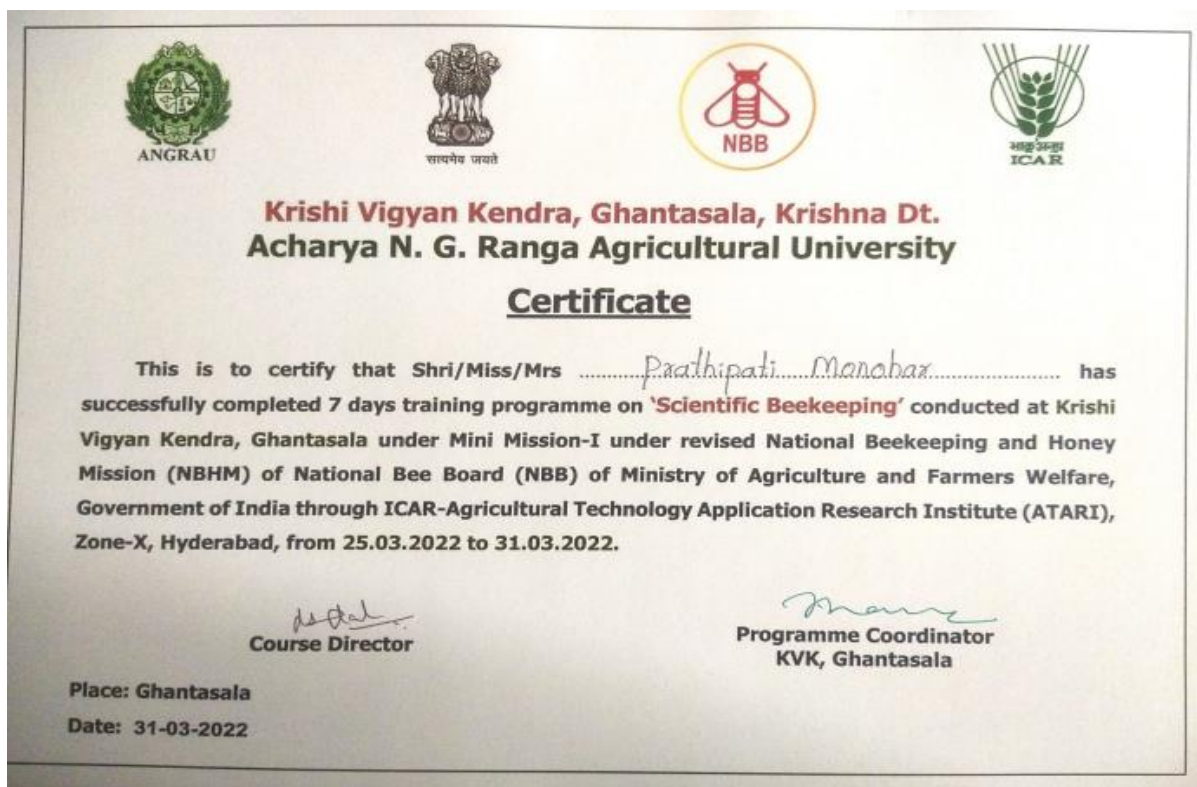 ANGRAU
सत्यमेव जयते
NBB
भाकृअनुप
ICAR
Krishi Vigyan Kendra, Ghantasala, Krishna Dt.
Acharya N. G. Ranga Agricultural University
Certificate
This is to certify that Shri/Miss/Mrs ............Prathipati....Monohar...................... has
successfully completed 7 days training programme on ‘Scientific Beekeeping’ conducted at Krishi
Vigyan Kendra, Ghantasala under Mini Mission-I under revised National Beekeeping and Honey
Mission (NBHM) of National Bee Board (NBB) of Ministry of Agriculture and Farmers Welfare,
Government of India through ICAR-Agricultural Technology Application Research Institute (ATARI),
Zone-X, Hyderabad, from 25.03.2022 to 31.03.2022.
Course Director
Programme Coordinator
KVK, Ghantasala
Place: Ghantasala
Date: 31-03-2022